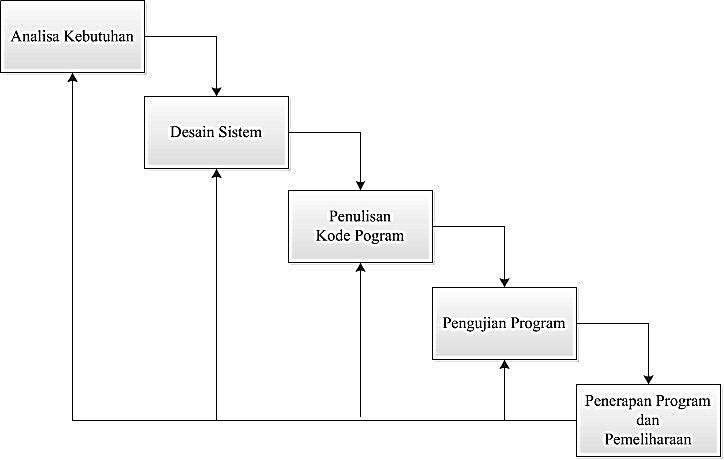 Analisa Kebutuhan
Desain Sistem
Penulisan
Kode Pogram
Pengujian Program
Penerapan Program
dan
Pemeliharaan